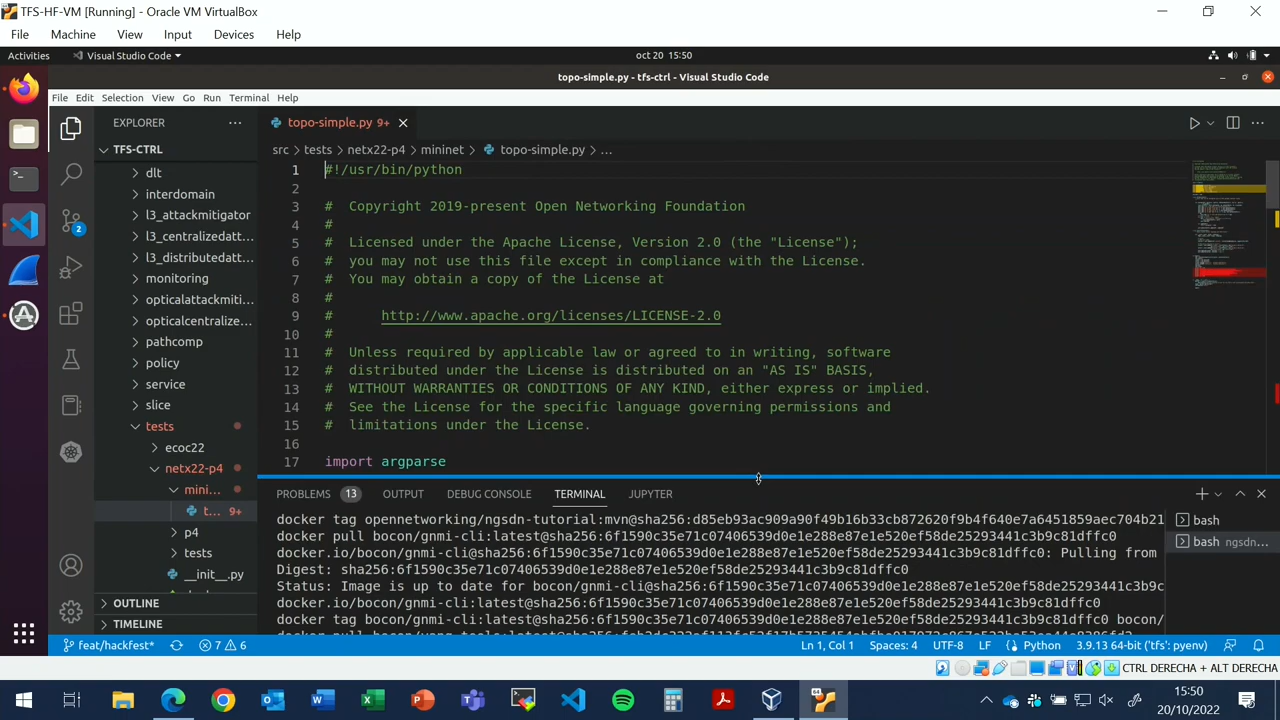 TFS-HF-VM [Running] - Oracle VM VirtualBox
File Machine View Input Devices Help
Activities Visual Studio Code oct 20 15:50
topo-simple.py - tfs-ctrl - Visual Studio Code
File Edit Selection View Go Run Terminal Help
EXPLORER
TFS-CTRL
dlt
interdomain
l3_attackmitigator
l3_centralizedatt...
l3_distributedatt...
monitoring
opticalattackmiti...
opticalcentralize...
pathcomp
policy
service
slice
tests
ecoc22
netx22-p4
mini...
t... 9+
p4
tests
__init__.py
OUTLINE
TIMELINE
2
topo-simple.py 9+
src > tests > netx22-p4 > mininet > topo-simple.py > ...
1 #!/usr/bin/python
2
3 # Copyright 2019-present Open Networking Foundation
4 #
5 # Licensed under the Apache License, Version 2.0 (the "License");
6 # you may not use this file except in compliance with the License.
7 # You may obtain a copy of the License at
8 #
9 # http://www.apache.org/licenses/LICENSE-2.0
10 #
11 # Unless required by applicable law or agreed to in writing, software
12 # distributed under the License is distributed on an "AS IS" BASIS,
13 # WITHOUT WARRANTIES OR CONDITIONS OF ANY KIND, either express or implied.
14 # See the License for the specific language governing permissions and
15 # limitations under the License.
16
17 import argparse
PROBLEMS 13 OUTPUT DEBUG CONSOLE TERMINAL JUPYTER
docker tag opennetworking/ngsdn-tutorial:mvn@sha256:d85eb93ac909a90f49b16b33cb872620f9b4f640e7a6451859aec704b21
docker pull bocon/gnmi-cli:latest@sha256:6f1590c35e71c07406539d0e1e288e87e1e520ef58de25293441c3b9c81dffc0
docker.io/bocon/gnmi-cli@sha256:6f1590c35e71c07406539d0e1e288e87e1e520ef58de25293441c3b9c81dffc0: Pulling from
Digest: sha256:6f1590c35e71c07406539d0e1e288e87e1e520ef58de25293441c3b9c81dffc0
Status: Image is up to date for bocon/gnmi-cli@sha256:6f1590c35e71c07406539d0e1e288e87e1e520ef58de25293441c3b9c
docker.io/bocon/gnmi-cli:latest@sha256:6f1590c35e71c07406539d0e1e288e87e1e520ef58de25293441c3b9c81dffc0
docker tag bocon/gnmi-cli:latest@sha256:6f1590c35e71c07406539d0e1e288e87e1e520ef58de25293441c3b9c81dffc0 bocon/
bash
bash ngsdn...
feat/hackfest* 7 6 Ln 1, Col 1 Spaces: 4 UTF-8 LF Python 3.9.13 64-bit ('tfs': pyenv)
CTRL DERECHA + ALT DERECHA
15:50
20/10/2022